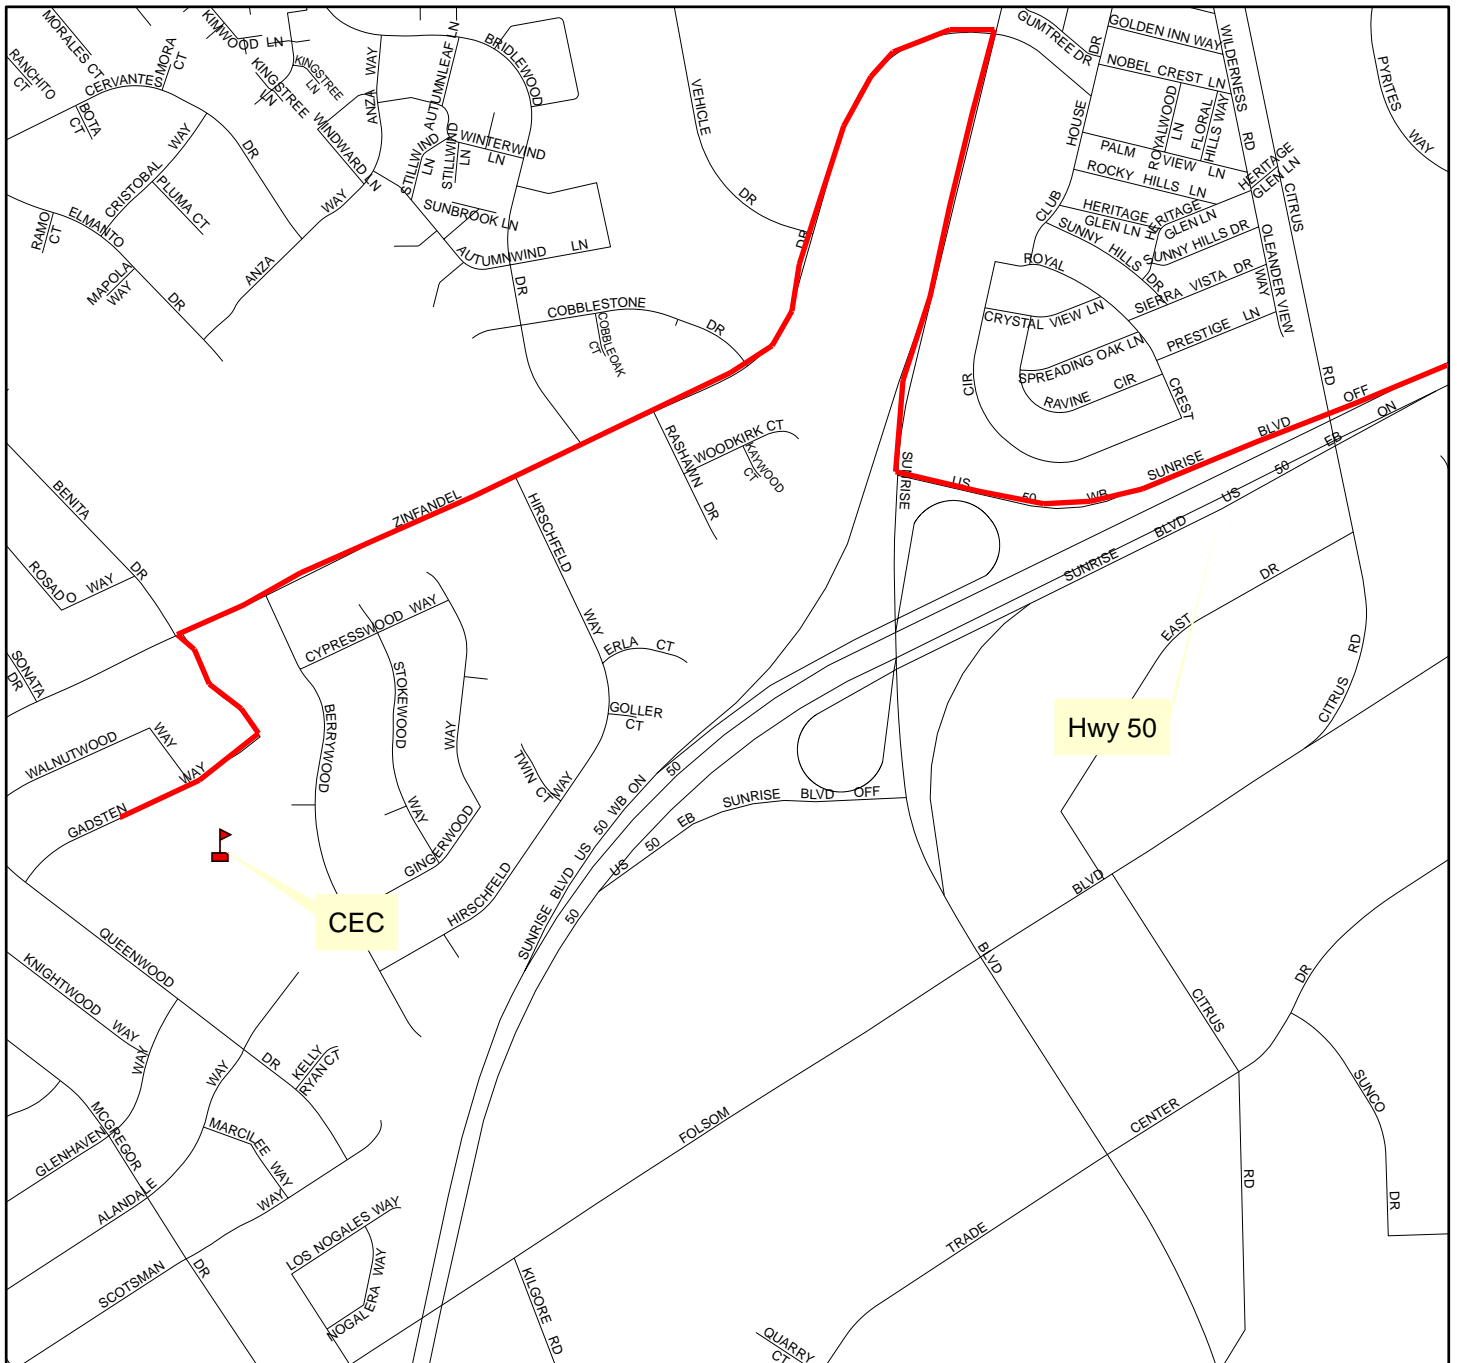 MORALES CT
RANCHITO CT
CERVANTES
MORA CT
BOTA CT
KIMWOOD LN
KINGSTREE LN
KINGSTREE LN
WINDWARD LN
ANZA WAY
AUTUMNLEAF LN
BRIDLEWOOD
STILLWIND LN
STILLWIND LN
WINTERWIND LN
SUNBROOK LN
AUTUMNWIND LN
DR
DR
CRISTOBAL WAY
PLUMA CT
RAMO CT
ELMANTO
MAPOLA WAY
DR
ANZA
WAY
VEHICLE
DR
DR
COBBLESTONE
DR
COBBLEOAK CT
GUMTREE DR
GOLDEN INN WAY
NOBEL CREST LN
WILDERNESS RD
PYRITES WAY
DR
HOUSE
CLUB
ROYALWOOD LN
FLORAL HILLS WAY
PALM VIEW LN
ROCKY HILLS LN
HERITAGE GLEN LN
HERITAGE GLEN LN
HERITAGE GLEN LN
CITRUS
RD
SUNNY HILLS DR
SUNNY HILLS DR
OLEANDER VIEW WAY
ROYAL
CREST
CIR
CRYSTAL VIEW LN
SIERRA VISTA DR
PRESTIGE LN
SPREADING OAK LN
RAVINE CIR
RASHAWN DR
WOODKIRK CT
KAYWOOD CT
ZINFANDEL
SUNRISE
US 50 WB SUNRISE BLVD OFF
SUNRISE BLVD US 50 EB ON
BENITA DR
ROSADO WAY
SONATA DR
HIRSCHFELD WAY
ERLA CT
GOLLER CT
TWIN CT
CYPRESSWOOD WAY
STOKEWOOD WAY
BERRYWOOD
WAY
GINGERWOOD
HIRSCHFELD
WAY
WALNUTWOOD WAY
GADSTEN
WAY
CEC
Hwy 50
EAST DR
CITRUS RD
SUNRISE BLVD US 50 WB ON
50
50
US 50 EB SUNRISE BLVD OFF
BLVD
BLVD
FOLSOM
CITRUS
RD
CENTER
TRADE
DR
SUNCO
DR
QUEENWOOD
DR
KNIGHTWOOD WAY
WAY
WAY
KELLY RYAN CT
MCGREGOR
DR
GLENHAVEN
MARCILEE WAY
ALANDALE
SCOTSMAN
WAY
LOS NOGALES WAY
NOGALERA WAY
KILGORE RD
QUARRY CT